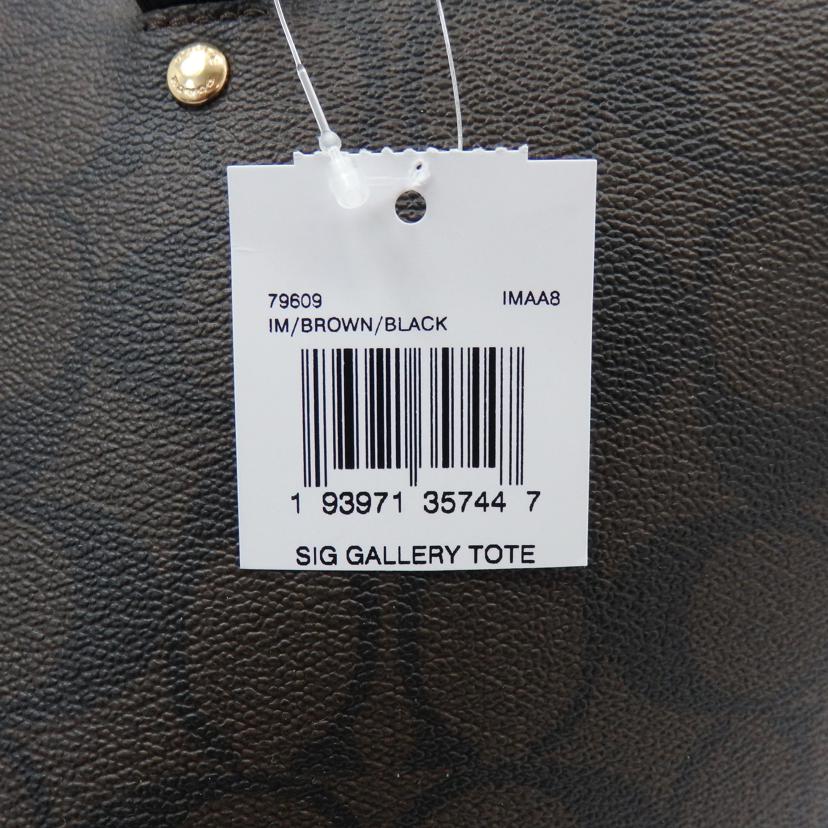 79609 IMAA8
IM/BROWN/BLACK
1 93971 35744 7
SIG GALLERY TOTE